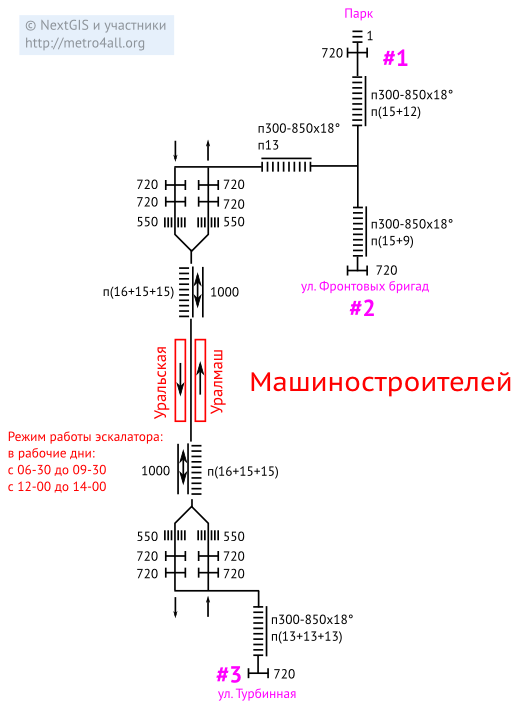 © NextGIS и участники
http://metro4all.org
Парк
1
720
#1
п300-850x18°
п(15+12)
п300-850x18°
п13
720
720
720
720
550
550
п300-850x18°
п(15+9)
720
ул. Фронтовых бригад
#2
п(16+15+15)
1000
Уральская
Уралмаш
Машиностроителей
Режим работы эскалатора:
в рабочие дни:
с 06-30 до 09-30
с 12-00 до 14-00
1000
п(16+15+15)
550
550
720
720
720
720
п300-850x18°
п(13+13+13)
#3
720
ул. Турбинная